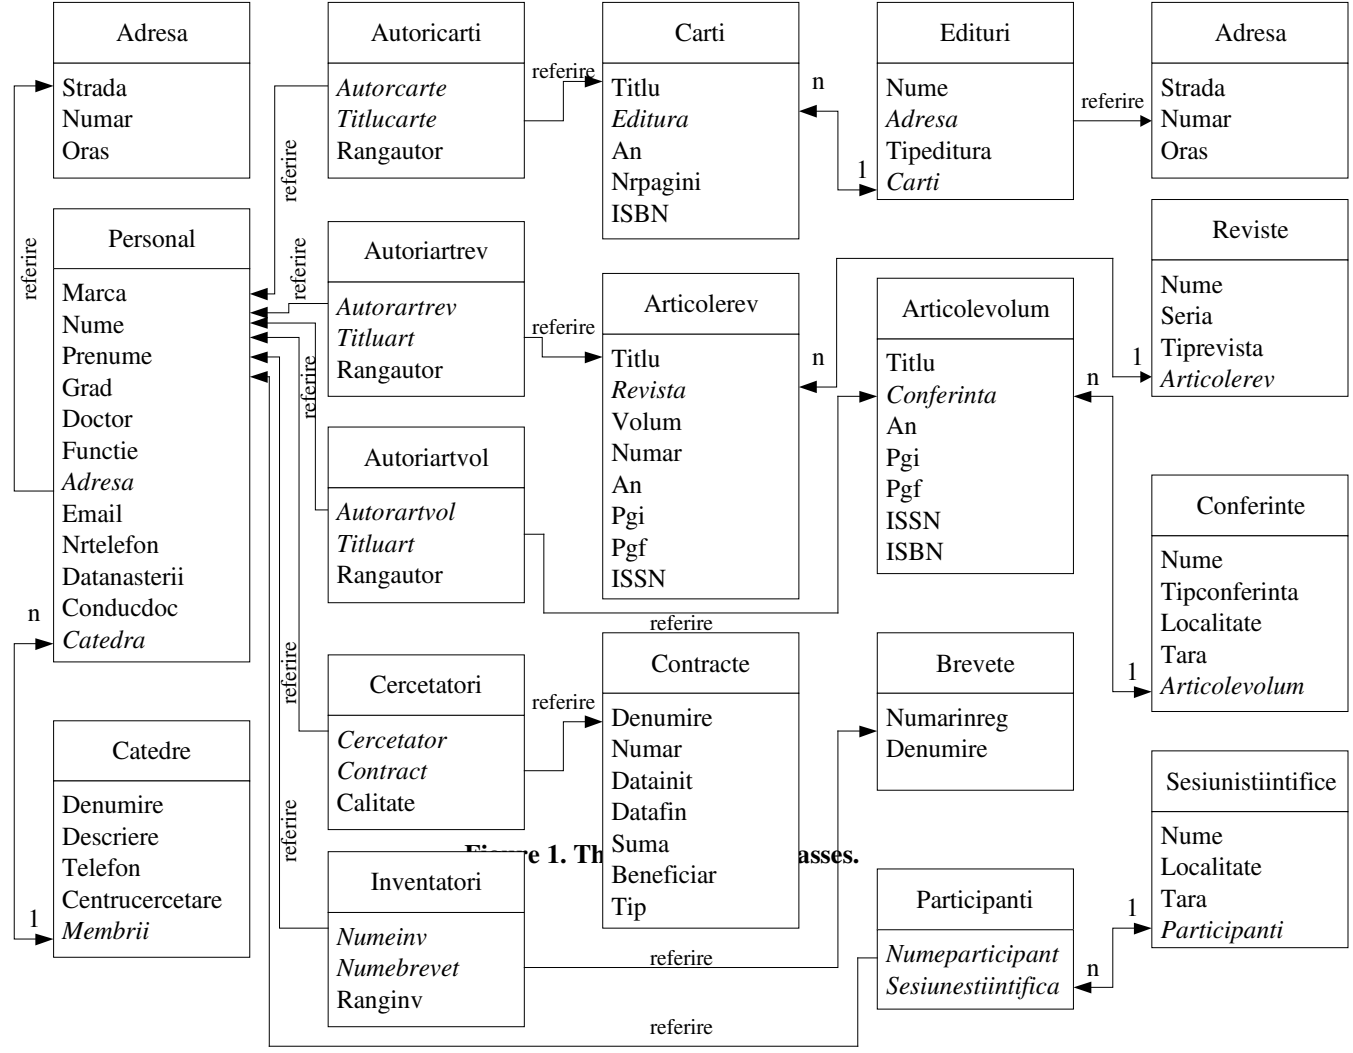 Adresa
Strada
Numar
Oras
Autoricarti
Autorcarte
Titlucarte
Rangautor
Carti
Titlu
Editura
An
Nrpagini
ISBN
Edituri
Nume
Adresa
Tipeditura
Carti
Adresa
Strada
Numar
Oras
referire
n
1
referire
referire
referire
Personal
Marca
Nume
Prenume
Grad
Doctor
Functie
Adresa
Email
Nrtelefon
Datanasterii
Conducdoc
Catedra
Autoriartrev
Autorartrev
Titluart
Rangautor
referire
referire
referire
Articolerev
Titlu
Revista
Volum
Numar
An
Pgi
Pgf
ISSN
n
Articolevolum
Titlu
Conferinta
An
Pgi
Pgf
ISSN
ISBN
n
Reviste
Nume
Seria
Tiprevista
Articolerev
1
Autoriartvol
Autorartvol
Titluart
Rangautor
referire
Conferinte
Nume
Tipconferinta
Localitate
Tara
Articolevolum
1
n
1
Catedre
Denumire
Descriere
Telefon
Centrucercetare
Membrii
referire
referire
Cercetatori
Cercetator
Contract
Calitate
referire
Contracte
Denumire
Numar
Datainit
Datafin
Suma
Beneficiar
Tip
Brevete
Numarinreg
Denumire
Sesiunistiintifice
Nume
Localitate
Tara
Participanti
1
n
Figure 1. Th asses.
Inventatori
Numeinv
Numebrevet
Ranginv
referire
Participanti
Numeparticipant
Sesiunestiintifica
referire